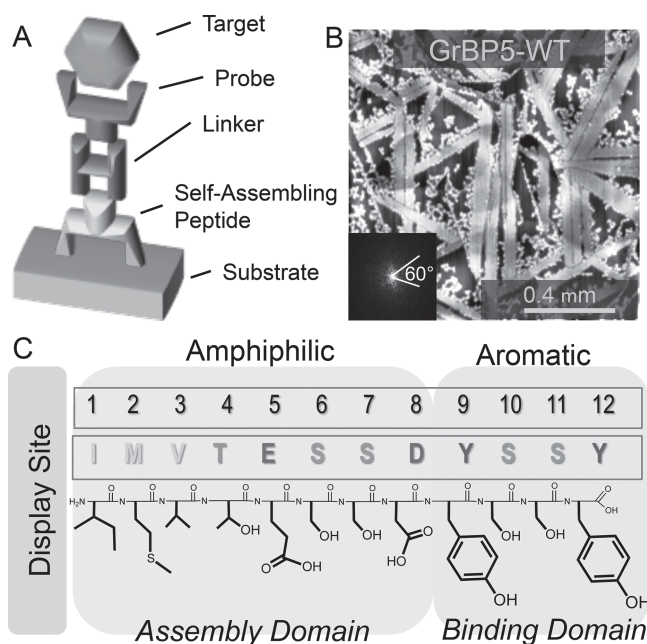 A
Target
Probe
Linker
Self-Assembling
Peptide
Substrate
B
GrBP5-WT
60°
0.4 mm
C
Amphiphilic
Aromatic
Display Site
1 2 3 4 5 6 7 8 9 10 11 12
I M V T E S S D Y S S Y
H₂N O N O N O N O N O N O N O N O N O N O N O N O OH
S OH O OH OH OH O HO OH OH OH OH
Assembly Domain
Binding Domain